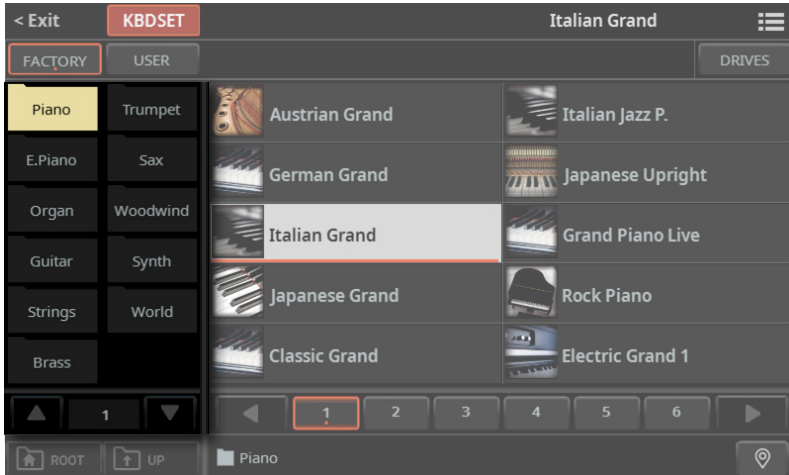 < Exit KBDSET Italian Grand
FACTORY USER DRIVES
Piano Trumpet
E.Piano Sax
Organ Woodwind
Guitar Synth
Strings World
Brass
1
Austrian Grand Italian Jazz P.
German Grand Japanese Upright
Italian Grand Grand Piano Live
Japanese Grand Rock Piano
Classic Grand Electric Grand 1
1 2 3 4 5 6
ROOT UP Piano